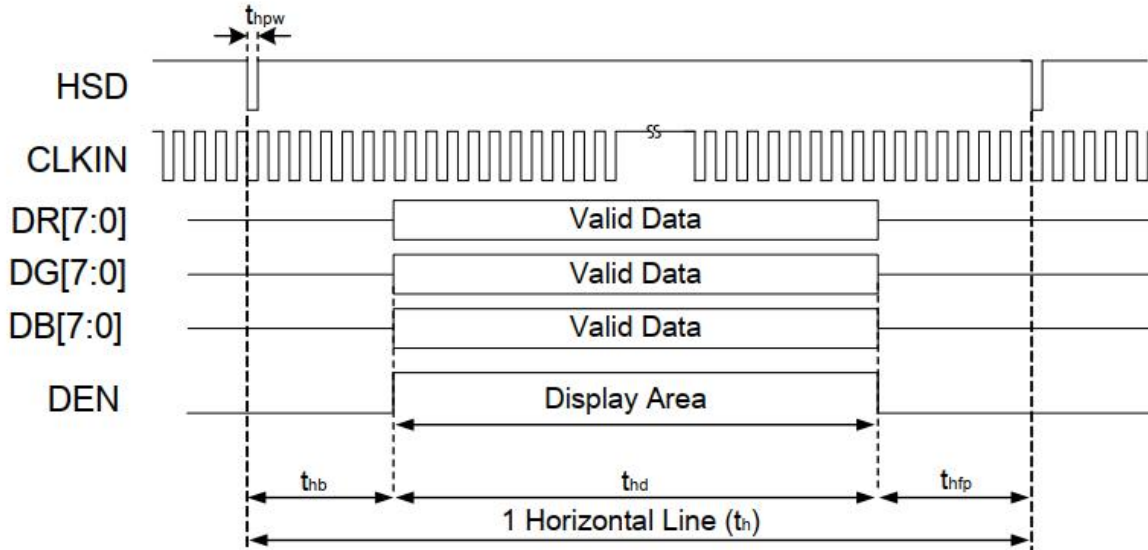 thpw
HSD
CLKIN
DR[7:0] Valid Data
DG[7:0] Valid Data
DB[7:0] Valid Data
DEN Display Area
thb thd thfp
1 Horizontal Line (th)